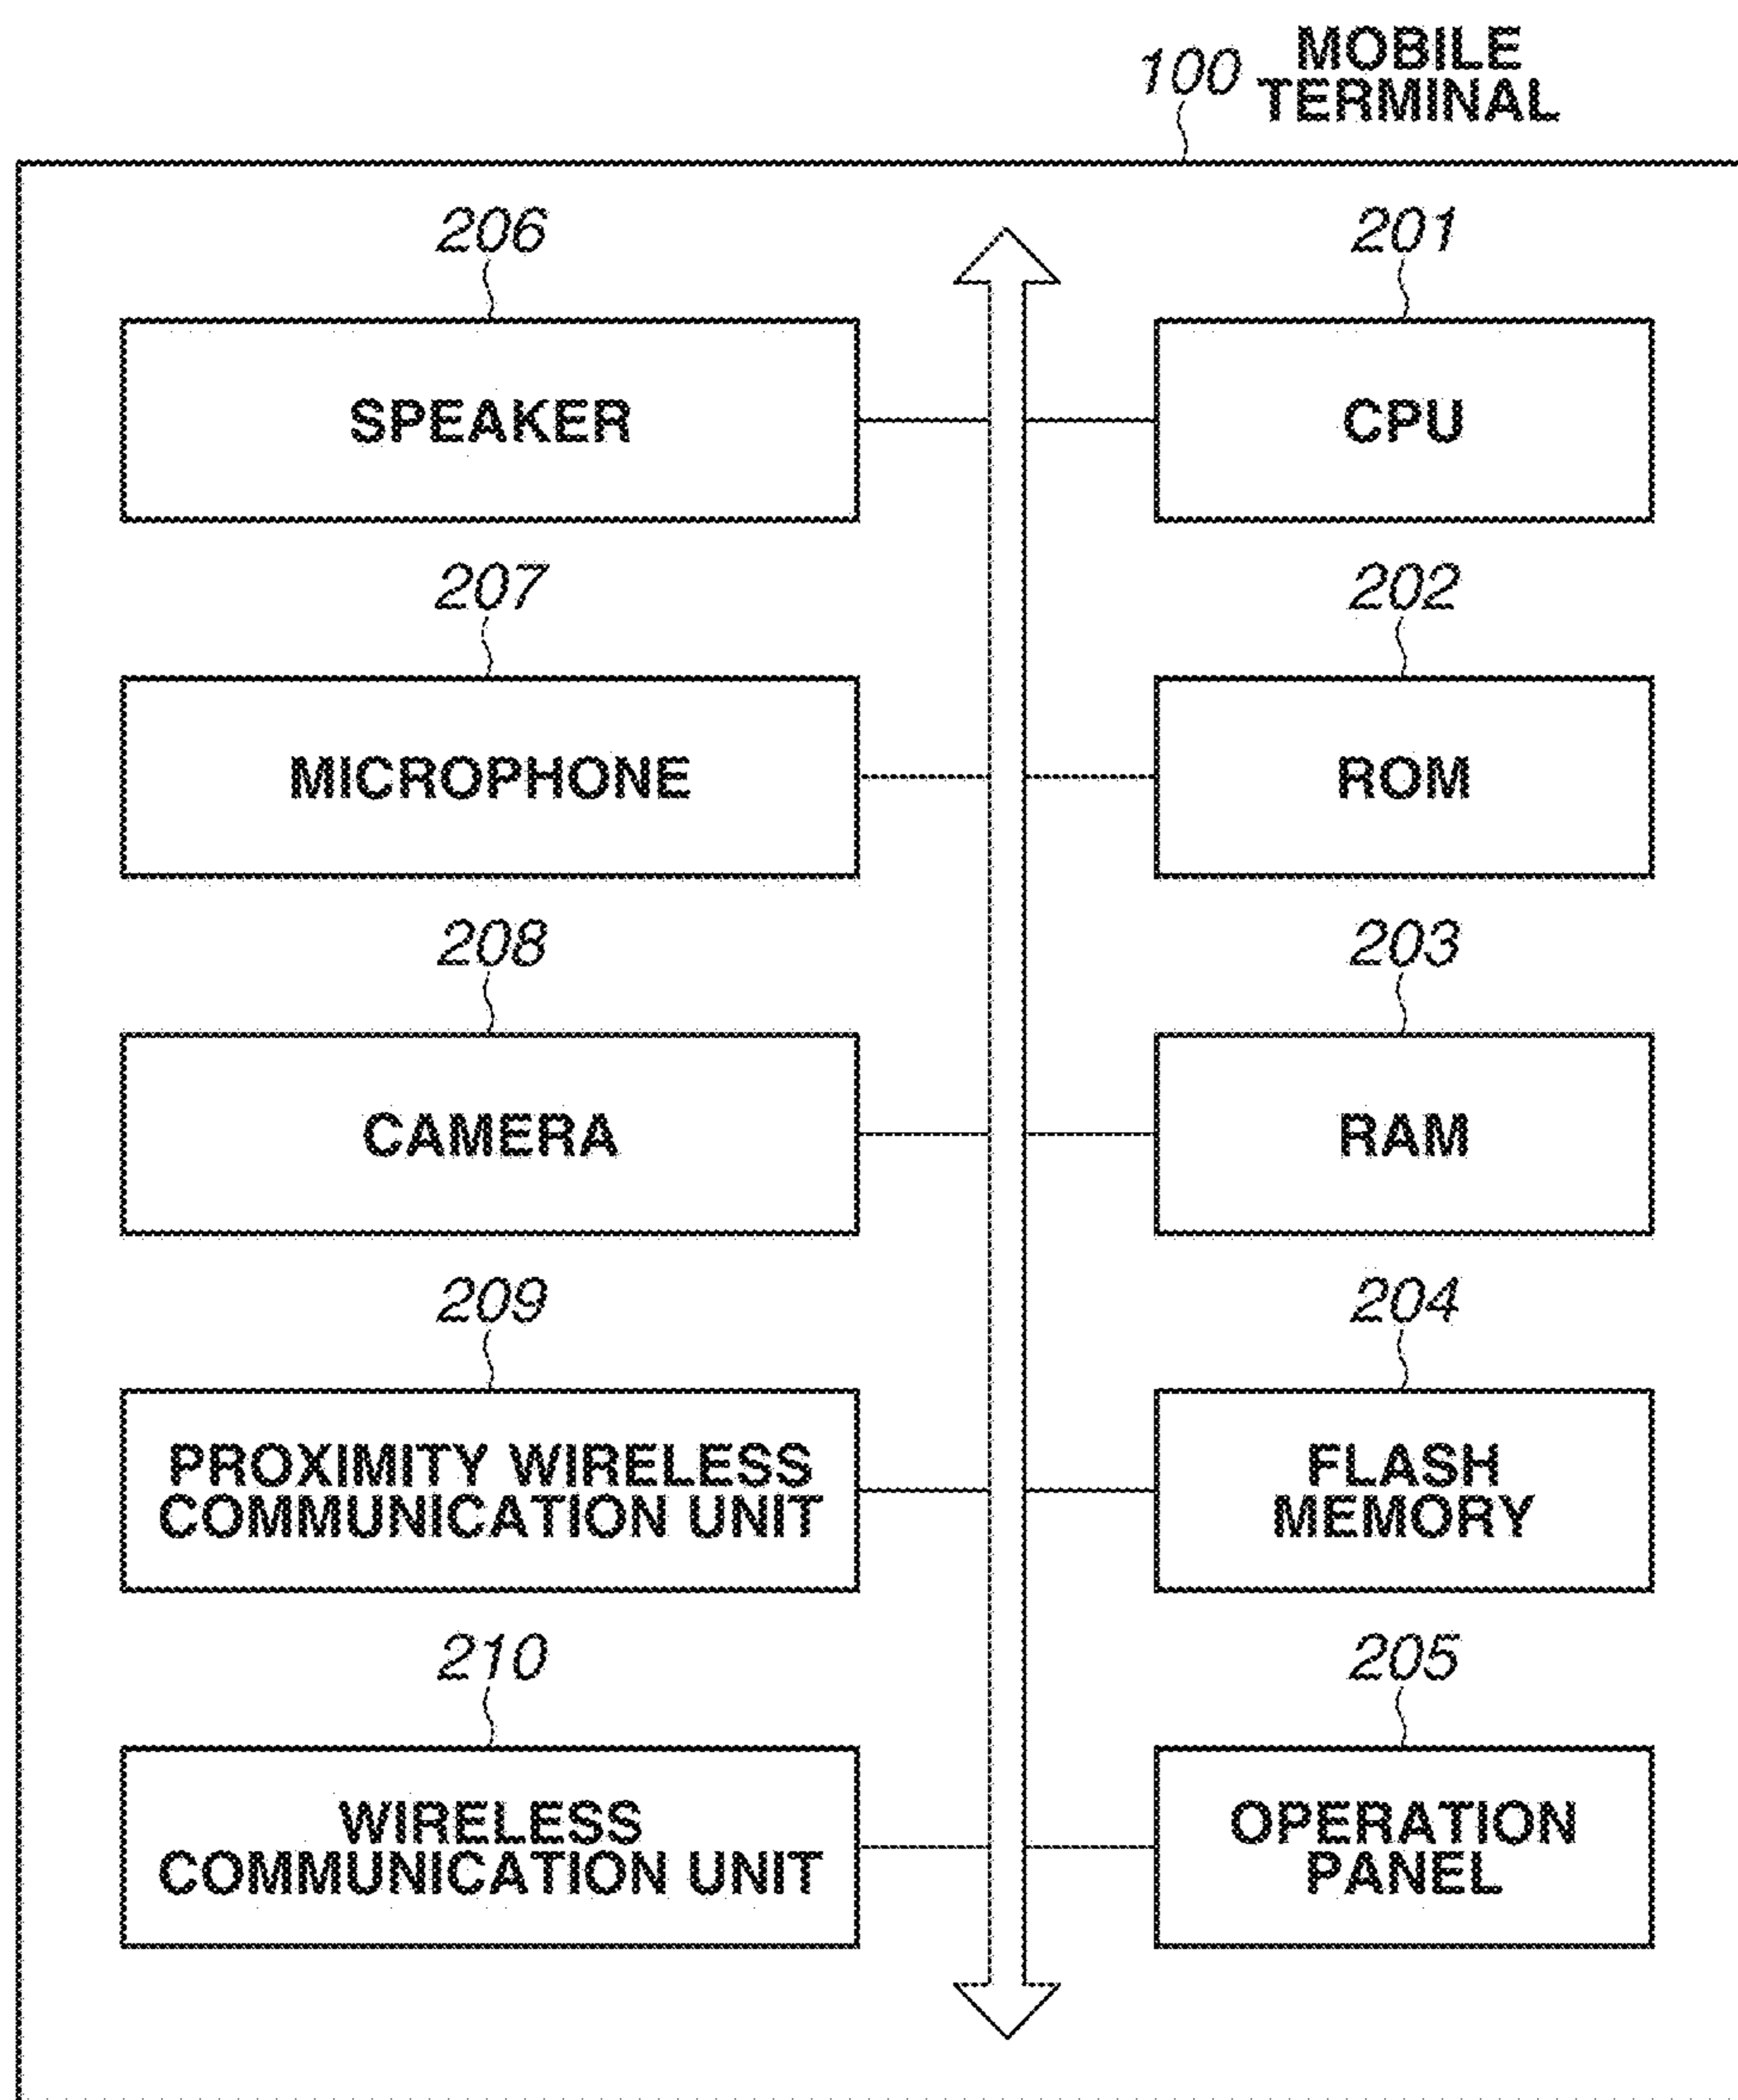 100 MOBILE
TERMINAL
206
SPEAKER
201
CPU
207
MICROPHONE
202
ROM
208
CAMERA
203
RAM
209
PROXIMITY WIRELESS
COMMUNICATION UNIT
204
FLASH
MEMORY
210
WIRELESS
COMMUNICATION UNIT
205
OPERATION
PANEL